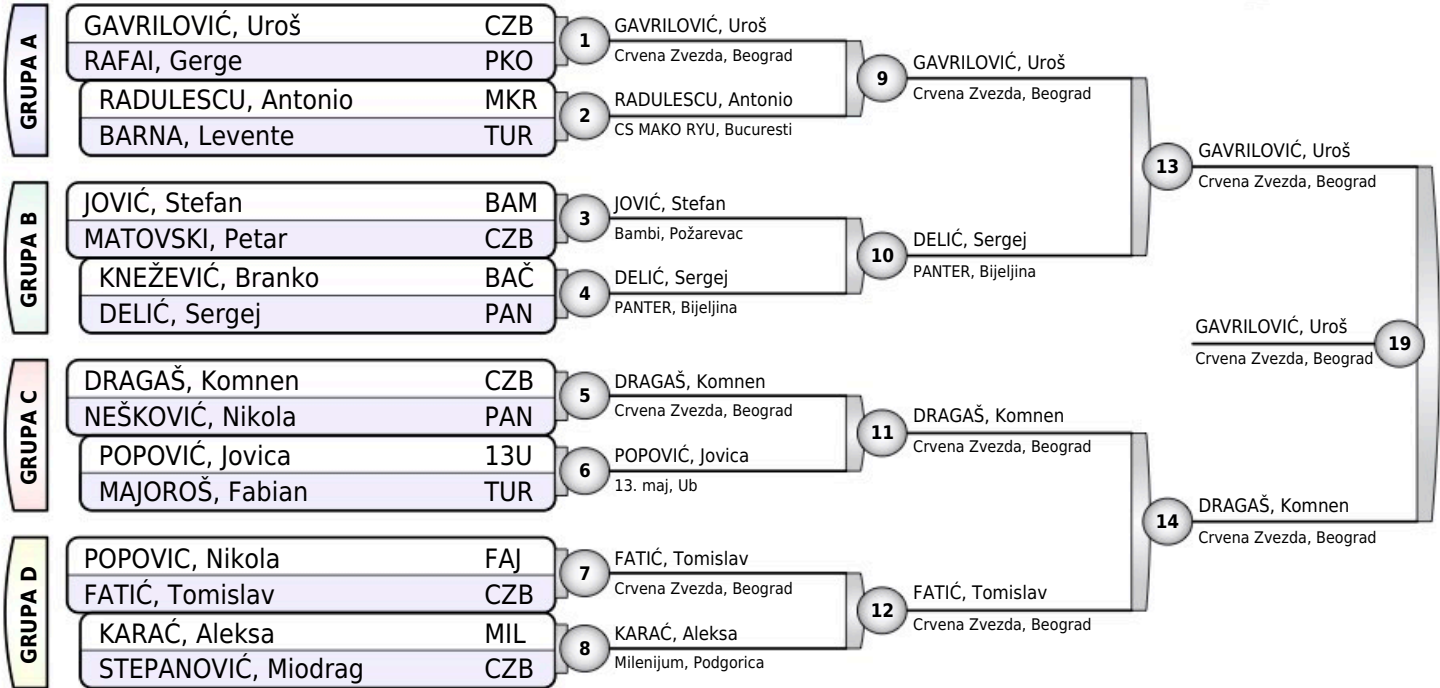 GRUPA A
GAVRILOVIĆ, Uroš CZB
RAFAI, Gerge PKO
RADULESCU, Antonio MKR
BARNA, Levente TUR
GRUPA B
JOVIĆ, Stefan BAM
MATOVSKI, Petar CZB
KNEŽEVIĆ, Branko BAČ
DELIĆ, Sergej PAN
GRUPA C
DRAGAŠ, Komnen CZB
NEŠKOVIĆ, Nikola PAN
POPOVIĆ, Jovica 13U
MAJOROŠ, Fabian TUR
GRUPA D
POPOVIC, Nikola FAJ
FATIĆ, Tomislav CZB
KARAĆ, Aleksa MIL
STEPANOVIĆ, Miodrag CZB
1
GAVRILOVIĆ, Uroš
Crvena Zvezda, Beograd
2
RADULESCU, Antonio
CS MAKO RYU, Bucuresti
3
JOVIĆ, Stefan
Bambi, Požarevac
4
DELIĆ, Sergej
PANTER, Bijeljina
5
DRAGAŠ, Komnen
Crvena Zvezda, Beograd
6
POPOVIĆ, Jovica
13. maj, Ub
7
FATIĆ, Tomislav
Crvena Zvezda, Beograd
8
KARAĆ, Aleksa
Milenijum, Podgorica
9
GAVRILOVIĆ, Uroš
Crvena Zvezda, Beograd
10
DELIĆ, Sergej
PANTER, Bijeljina
11
DRAGAŠ, Komnen
Crvena Zvezda, Beograd
12
FATIĆ, Tomislav
Crvena Zvezda, Beograd
13
GAVRILOVIĆ, Uroš
Crvena Zvezda, Beograd
14
DRAGAŠ, Komnen
Crvena Zvezda, Beograd
GAVRILOVIĆ, Uroš
Crvena Zvezda, Beograd
19